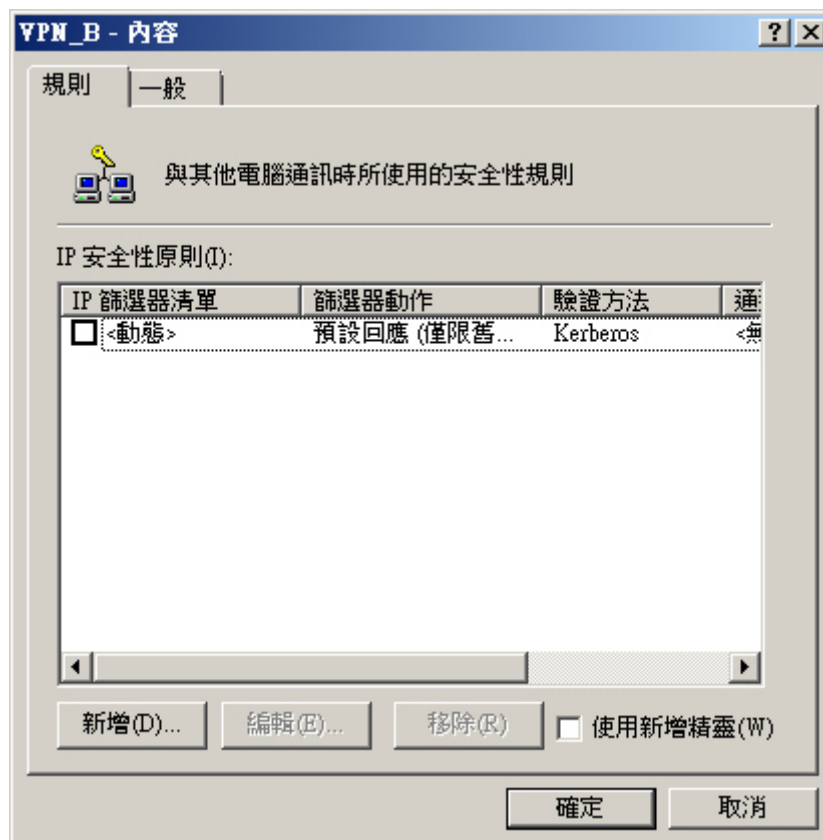 VPN_B - 內容
規則 一般
與其他電腦通訊時所使用的安全性規則
IP 安全性原則(I):
IP 篩選器清單 篩選器動作 驗證方法 通
<動態> 預設回應 (僅限舊... Kerberos <無
新增(D)... 編輯(E)... 移除(R) 使用新增精靈(W)
確定 取消